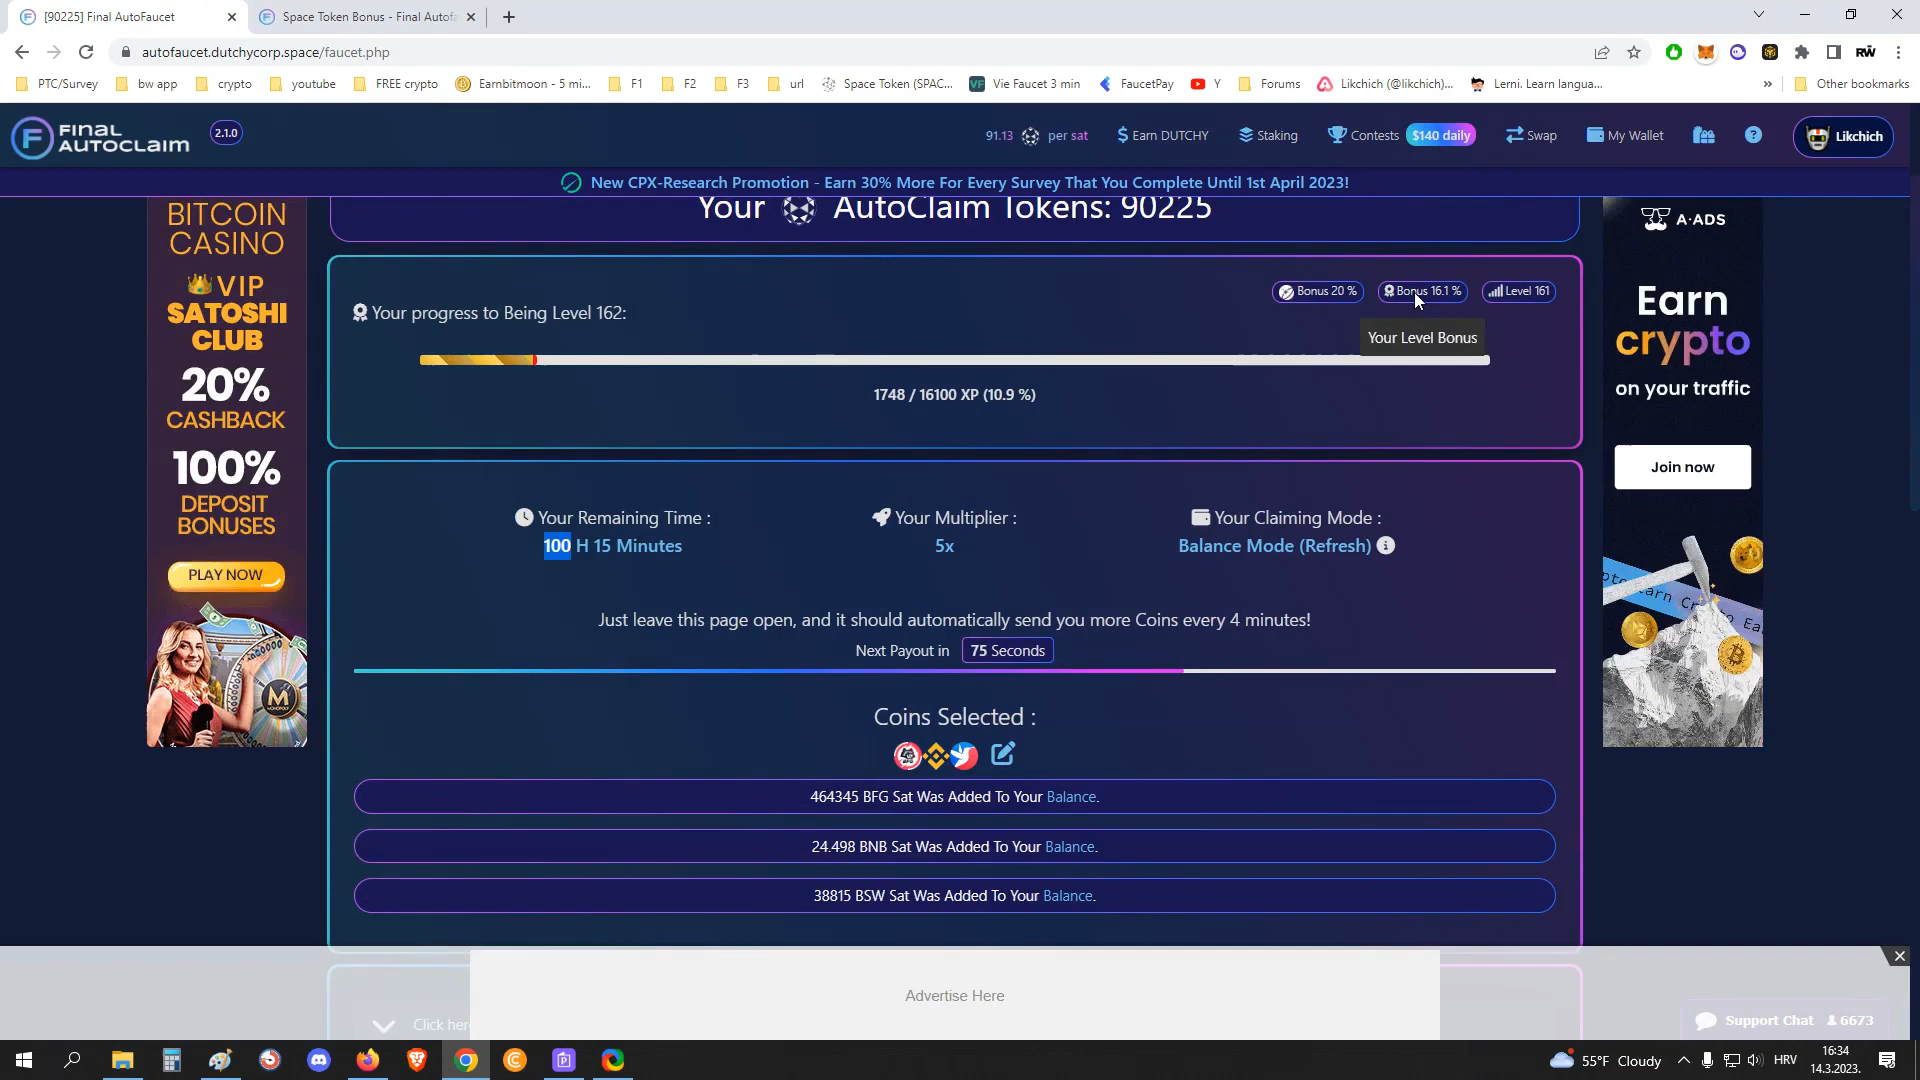 [90225] Final AutoFaucet
Space Token Bonus - Final Autof
autofaucet.dutchycorp.space/faucet.php
PTC/Survey
bw app
crypto
youtube
FREE crypto
Earnbitmoon - 5 mi...
F1
F2
F3
url
Space Token (SPAC...
Vie Faucet 3 min
FaucetPay
Y
Forums
Likchich (@likchich)...
Lerni. Learn langua...
»
Other bookmarks
FINAL
AUTOCLAIM
2.1.0
91.13 per sat
Earn DUTCHY
Staking
Contests
$140 daily
Swap
My Wallet
Likchich
New CPX-Research Promotion - Earn 30% More For Every Survey That You Complete Until 1st April 2023!
Your AutoClaim Tokens: 90225
BITCOIN
CASINO
VIP
SATOSHI
CLUB
20%
CASHBACK
100%
DEPOSIT
BONUSES
PLAY NOW
MONOPOLY
Bonus 20 %
Bonus 16.1 %
Level 161
Your progress to Being Level 162:
Your Level Bonus
1748 / 16100 XP (10.9 %)
Your Remaining Time :
100 H 15 Minutes
Your Multiplier :
5x
Your Claiming Mode :
Balance Mode (Refresh)
Just leave this page open, and it should automatically send you more Coins every 4 minutes!
Next Payout in 75 Seconds
Coins Selected :
464345 BFG Sat Was Added To Your Balance.
24.498 BNB Sat Was Added To Your Balance.
38815 BSW Sat Was Added To Your Balance.
A-ADS
Earn
crypto
on your traffic
Join now
Advertise Here
Click here
Support Chat 6673
55°F Cloudy
HRV
16:34
14.3.2023.